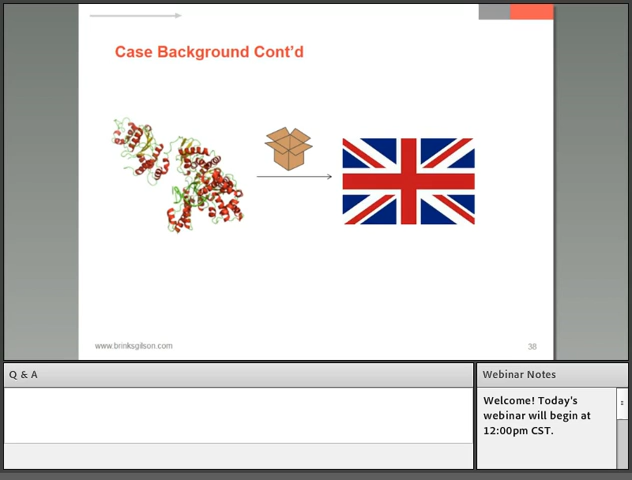 Case Background Cont'd
www.brinksgilson.com
38
Q & A
Webinar Notes
Welcome! Today's
webinar will begin at
12:00pm CST.